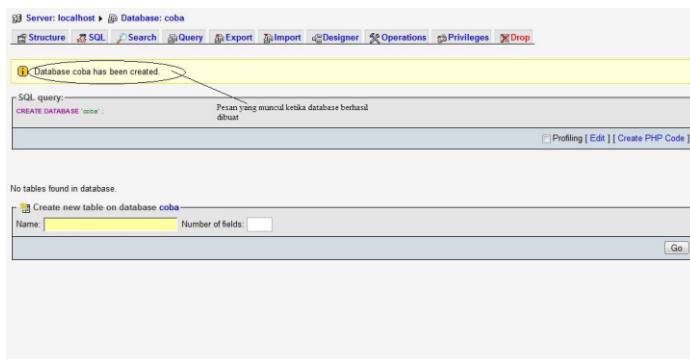 Server: localhost ▸ Database: coba
Structure SQL Search Query Export Import Designer Operations Privileges Drop
Database coba has been created.
SQL query:
CREATE DATABASE `coba` ;
Pesan yang muncul ketika database berhasil
dibuat
Profiling [ Edit ] [ Create PHP Code ]
No tables found in database.
Create new table on database coba
Name: Number of fields:
Go